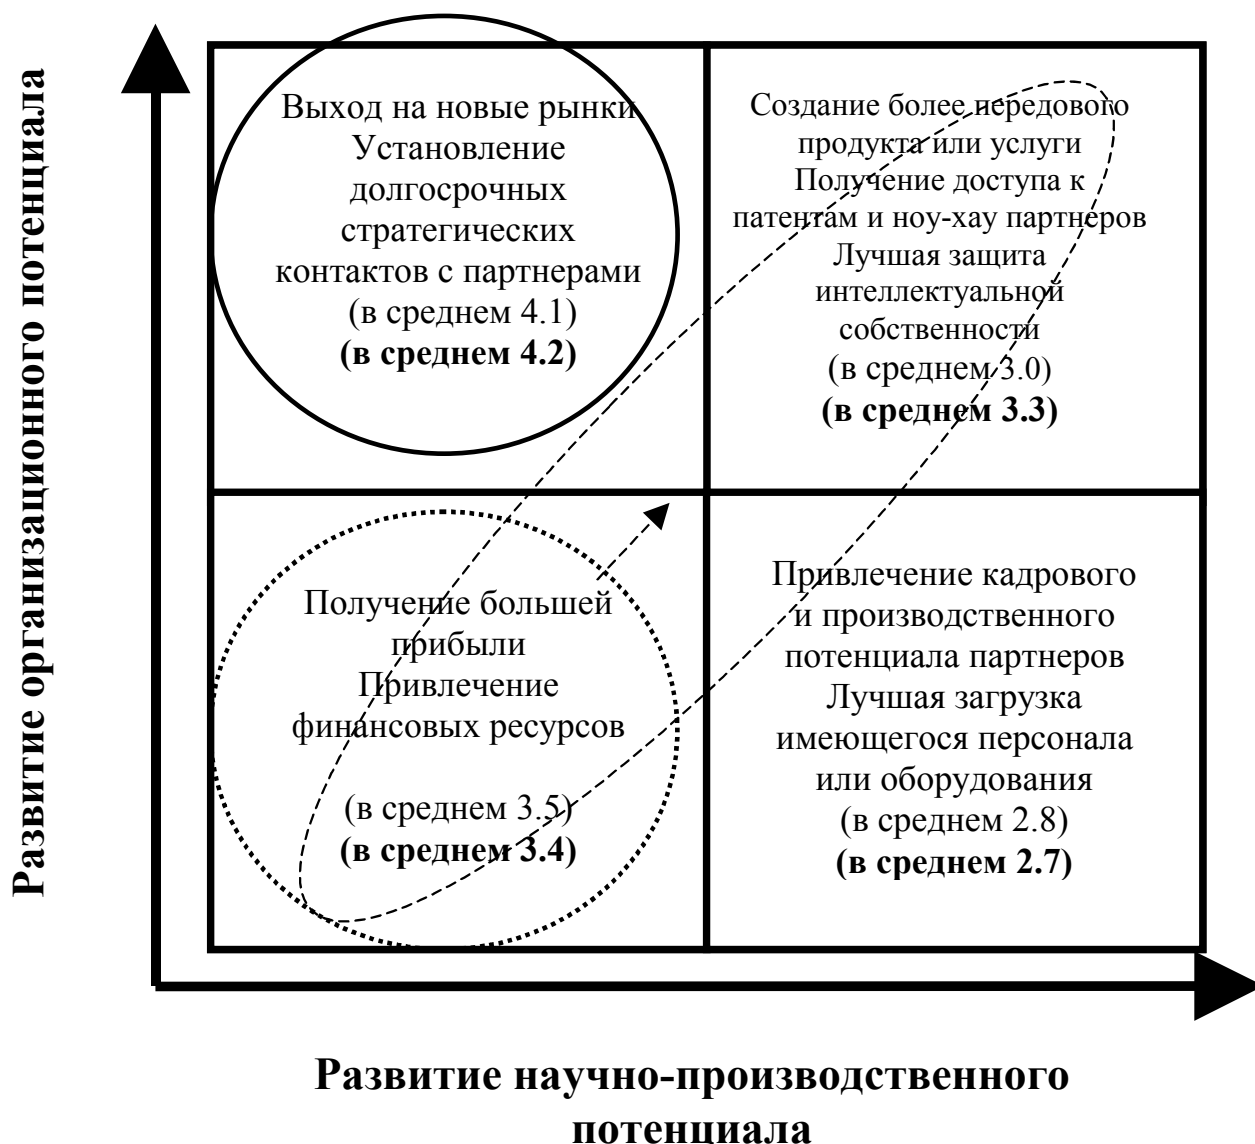 Развитие организационного потенциала
Выход на новые рынки
Установление
долгосрочных
стратегических
контактов с партнерами
(в среднем 4.1)
(в среднем 4.2)
Создание более передового
продукта или услуги
Получение доступа к
патентам и ноу-хау партнеров
Лучшая защита
интеллектуальной
собственности
(в среднем 3.0)
(в среднем 3.3)
Получение большей
прибыли
Привлечение
финансовых ресурсов
(в среднем 3.5)
(в среднем 3.4)
Привлечение кадрового
и производственного
потенциала партнеров
Лучшая загрузка
имеющегося персонала
или оборудования
(в среднем 2.8)
(в среднем 2.7)
Развитие научно-производственного
потенциала